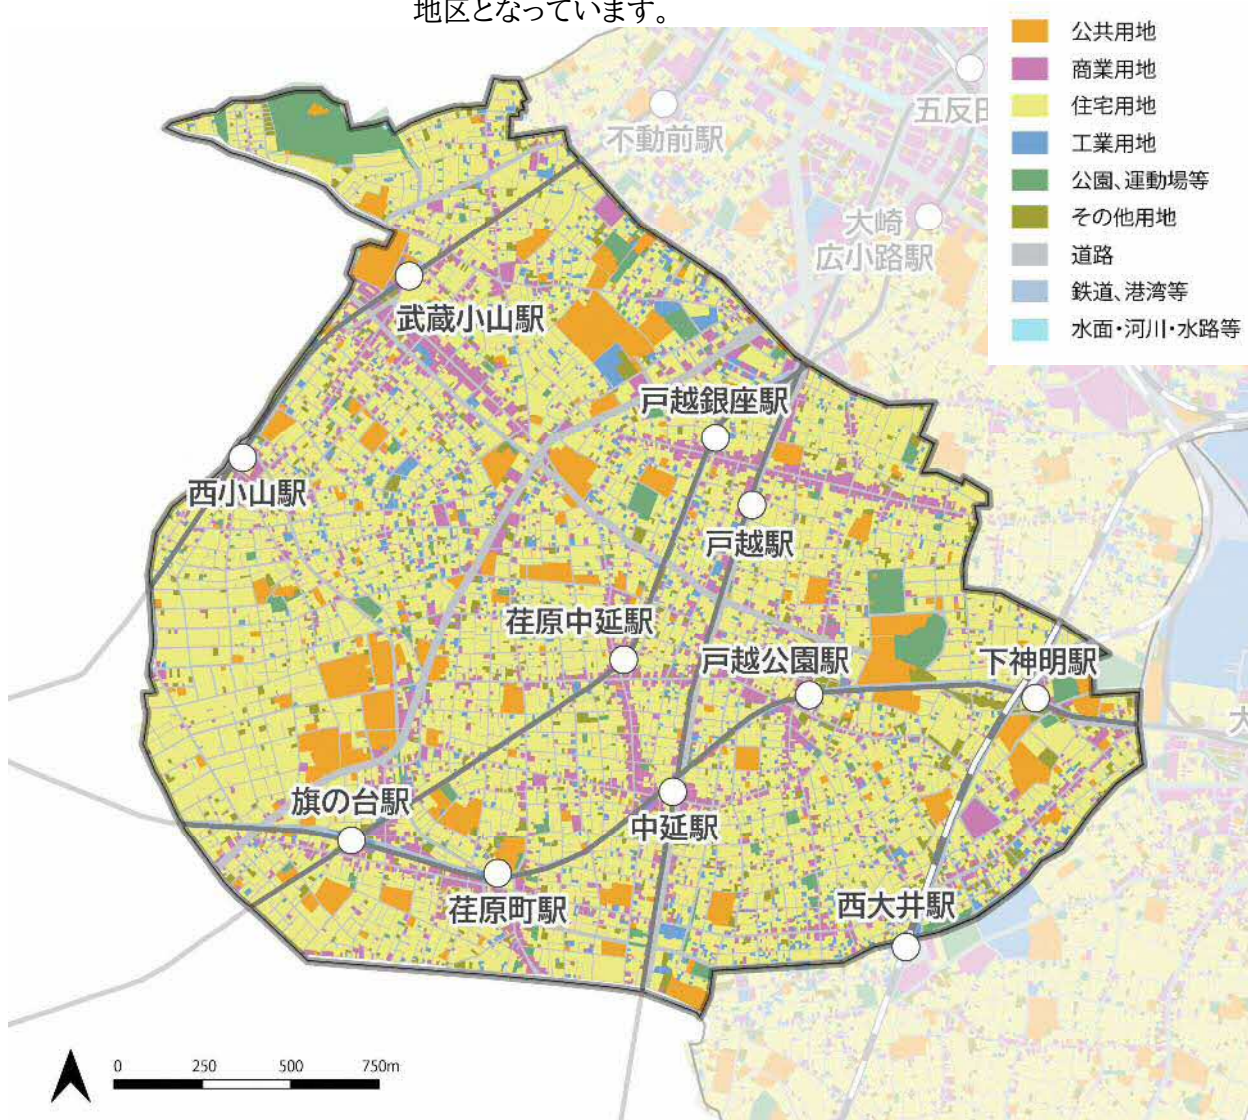 地区となっています。
公共用地
商業用地
住宅用地
工業用地
公園、運動場等
その他用地
道路
鉄道、港湾等
水面・河川・水路等
五反田
不動前駅
大崎
広小路駅
武蔵小山駅
戸越銀座駅
西小山駅
戸越駅
荏原中延駅
戸越公園駅
下神明駅
大
旗の台駅
中延駅
荏原町駅
西大井駅
0 250 500 750m